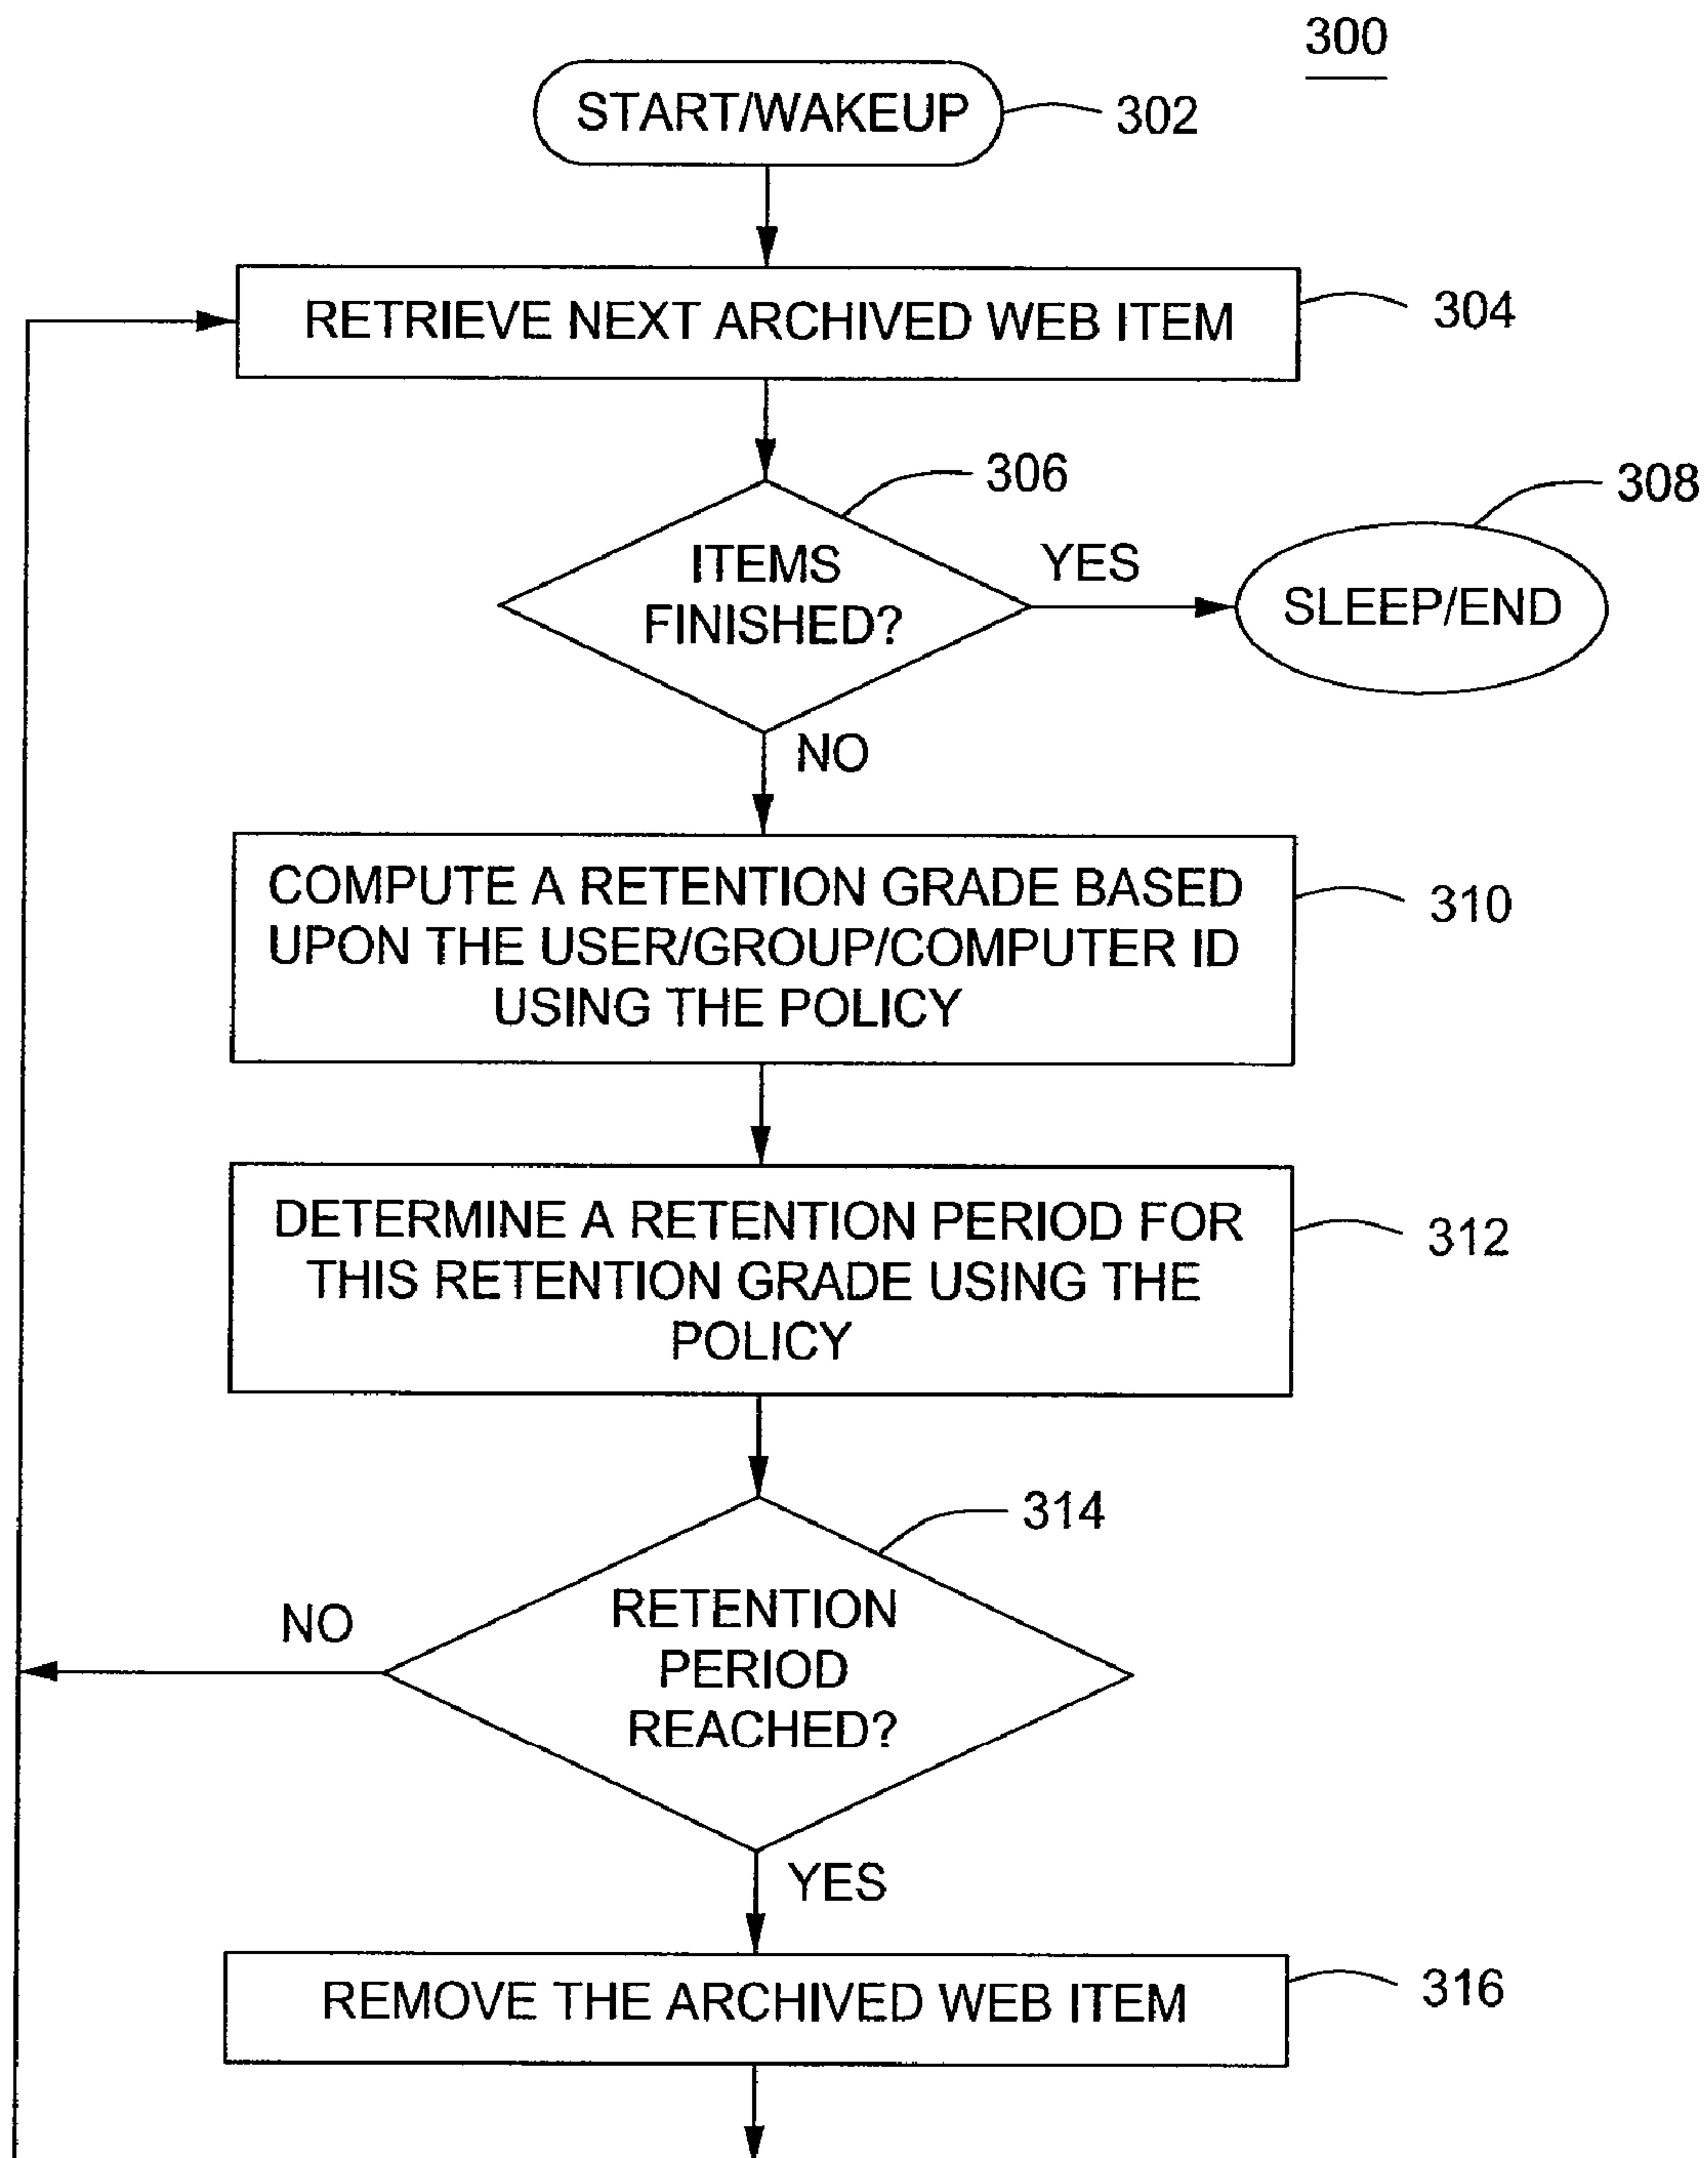 300
START/WAKEUP
302
RETRIEVE NEXT ARCHIVED WEB ITEM
304
306
308
ITEMS
FINISHED?
YES
SLEEP/END
NO
COMPUTE A RETENTION GRADE BASED
UPON THE USER/GROUP/COMPUTER ID
USING THE POLICY
310
DETERMINE A RETENTION PERIOD FOR
THIS RETENTION GRADE USING THE
POLICY
312
314
RETENTION
PERIOD
REACHED?
NO
YES
REMOVE THE ARCHIVED WEB ITEM
316